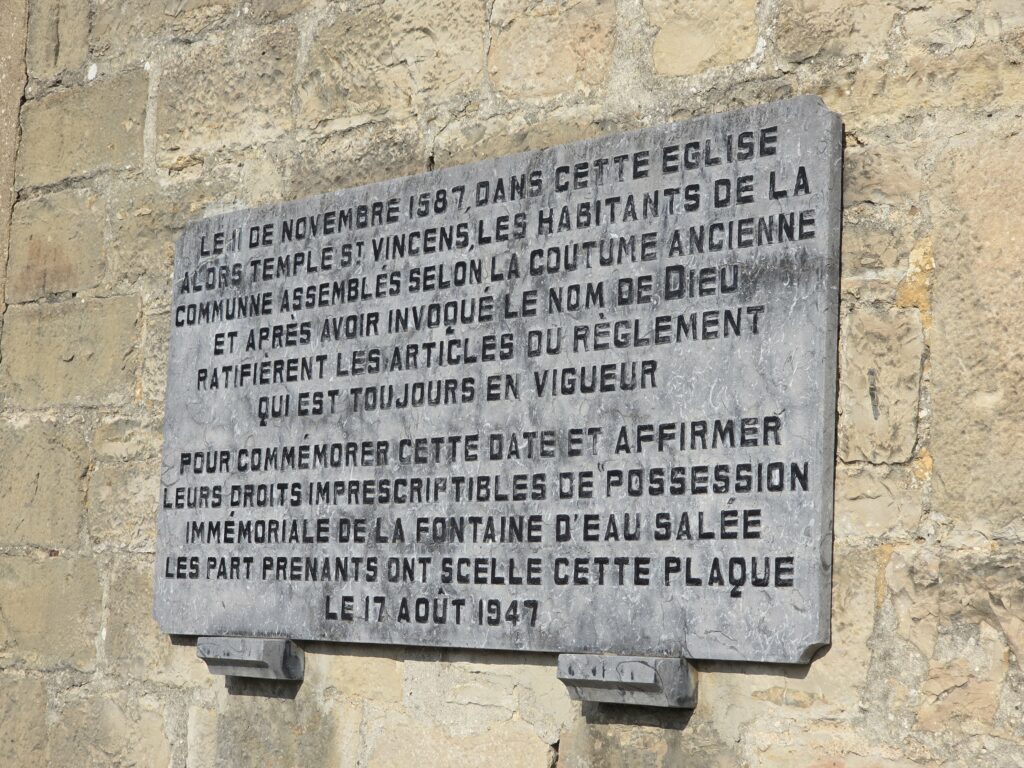 LE 11 DE NOVEMBRE 1587, DANS CETTE EGLISE
ALORS TEMPLE ST VINCENS, LES HABITANTS DE LA
COMMUNNE ASSEMBLÉS SELON LA COUTUME ANCIENNE
ET APRÈS AVOIR INVOQUÉ LE NOM DE DIEU
RATIFIÈRENT LES ARTICLES DU RÈGLEMENT
QUI EST TOUJOURS EN VIGUEUR
POUR COMMÉMORER CETTE DATE ET AFFIRMER
LEURS DROITS IMPRESCRIPTIBLES DE "POSSESSION
IMMÉMORIALE DE LA FONTAINE D'EAU SALÉE
LES PART PRENANTS ONT SCELLE CETTE PLAQUE
LE 17 AOÛT 1947